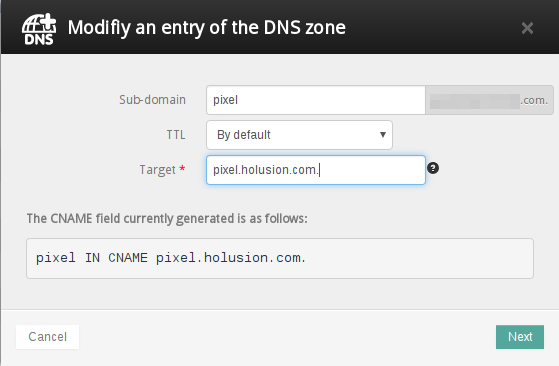 DNS
Modifiy an entry of the DNS zone
×
Sub-domain pixel .com.
TTL By default
Target * pixel.holusion.com.
?
The CNAME field currently generated is as follows:
pixel IN CNAME pixel.holusion.com.
Cancel Next